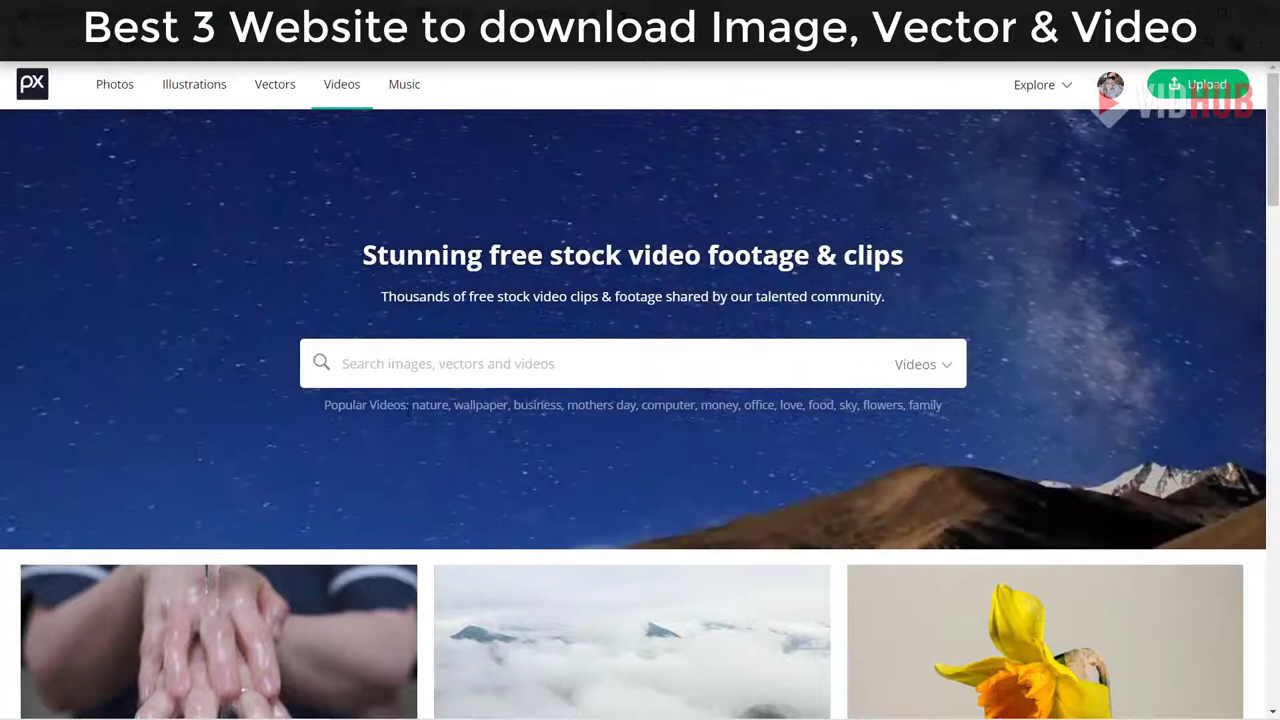 Best 3 Website to download Image, Vector & Video
px
Photos Illustrations Vectors Videos Music Explore Upload
VIDHUB
Stunning free stock video footage & clips
Thousands of free stock video clips & footage shared by our talented community.
Search images, vectors and videos Videos
Popular Videos: nature, wallpaper, business, mothers day, computer, money, office, love, food, sky, flowers, family